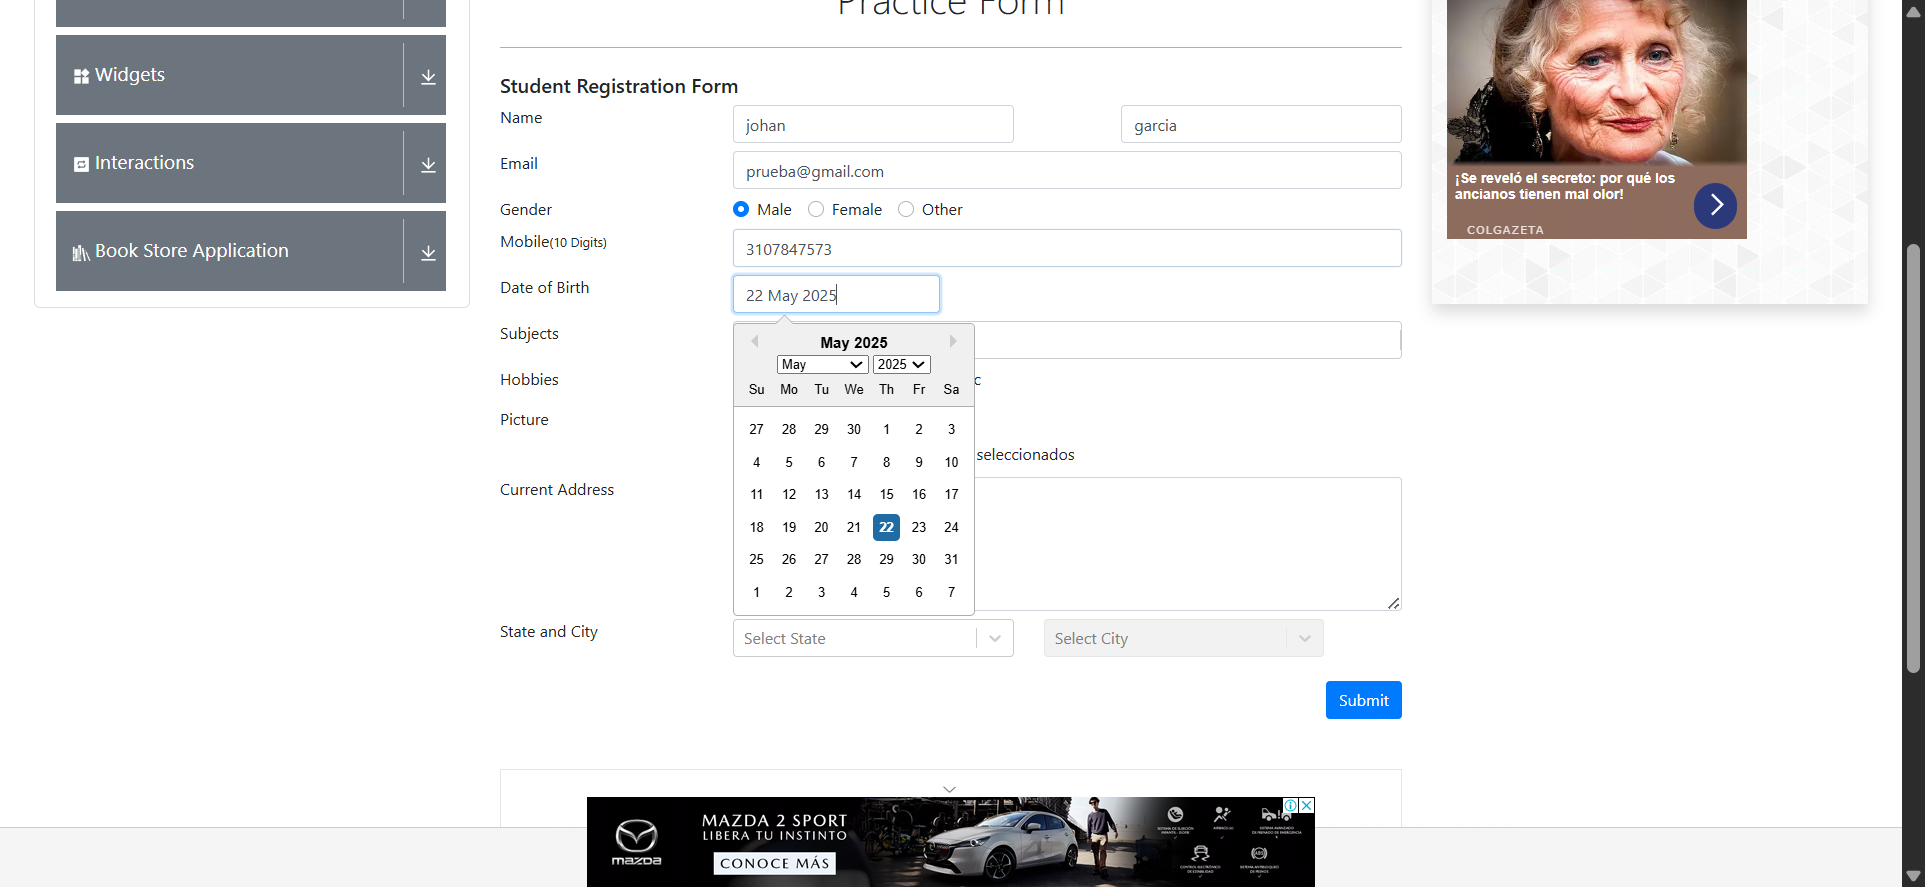 Practice Form
Widgets
Interactions
Book Store Application
Student Registration Form
Name
johan
garcia
Email
prueba@gmail.com
Gender
Male
Female
Other
Mobile(10 Digits)
3107847573
Date of Birth
22 May 2025
Subjects
Hobbies
c
Picture
seleccionados
Current Address
May 2025
May
2025
Su Mo Tu We Th Fr Sa
27 28 29 30 1 2 3
4 5 6 7 8 9 10
11 12 13 14 15 16 17
18 19 20 21 22 23 24
25 26 27 28 29 30 31
1 2 3 4 5 6 7
State and City
Select State
Select City
Submit
¡Se reveló el secreto: por qué los
ancianos tienen mal olor!
COLGAZETA
mazda
MAZDA 2 SPORT
LIBERA TU INSTINTO
CONOCE MÁS